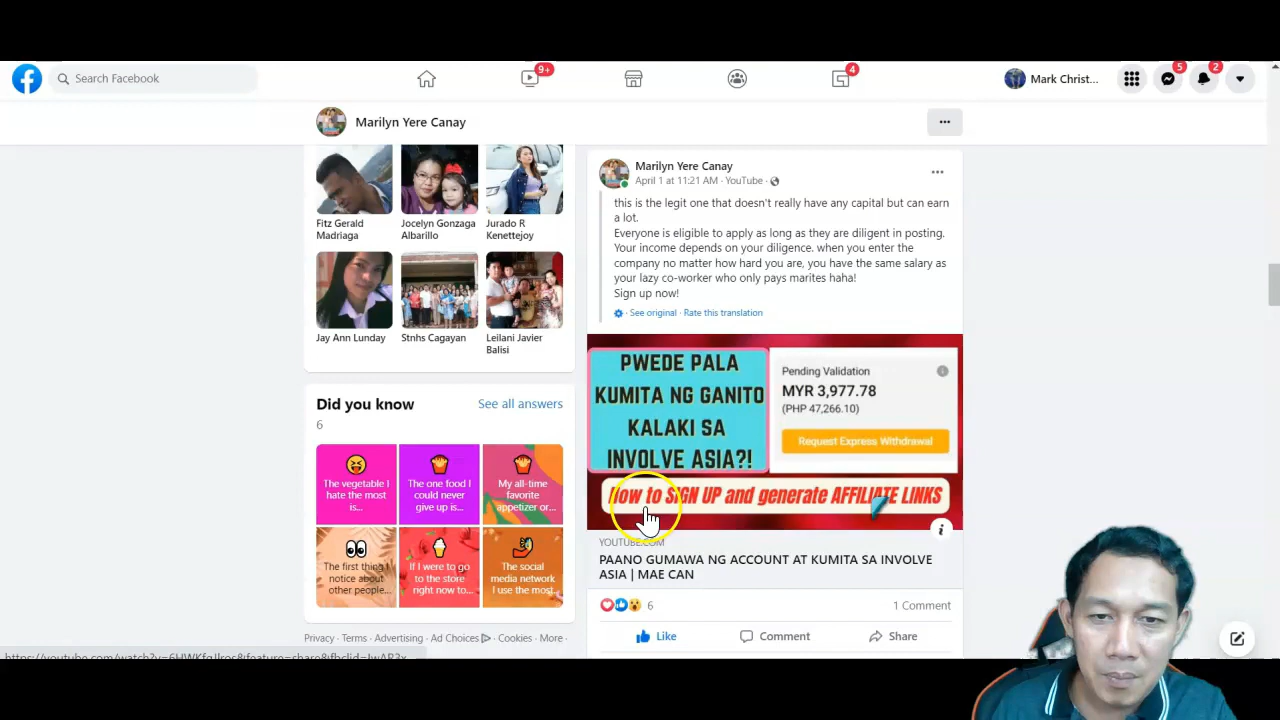 Search Facebook
9+
4
Mark Christ...
5
2
Marilyn Yere Canay
Fitz Gerald
Madriaga
Jocelyn Gonzaga
Albarillo
Jurado R
Kenettejoy
Jay Ann Lunday
Stnhs Cagayan
Leilani Javier
Balisi
Did you know
See all answers
6
The vegetable I
hate the most
is...
The one food I
could never
give up is...
My all-time
favorite
appetizer or...
The first thing I
notice about
other people...
If I were to go
to the store
right now to...
The social
media network
I use the most...
Privacy · Terms · Advertising · Ad Choices · Cookies · More ·
Marilyn Yere Canay
April 1 at 11:21 AM · YouTube ·
this is the legit one that doesn't really have any capital but can earn
a lot.
Everyone is eligible to apply as long as they are diligent in posting.
Your income depends on your diligence. when you enter the
company no matter how hard you are, you have the same salary as
your lazy co-worker who only pays marites haha!
Sign up now!
· See original · Rate this translation
PWEDE PALA
KUMITA NG GANITO
KALAKI SA
INVOLVE ASIA?!
Pending Validation
MYR 3,977.78
(PHP 47,266.10)
Request Express Withdrawal
How to SIGN UP and generate AFFILIATE LINKS
YOUTUBE.COM
PAANO GUMAWA NG ACCOUNT AT KUMITA SA INVOLVE
ASIA | MAE CAN
6
1 Comment
Like
Comment
Share